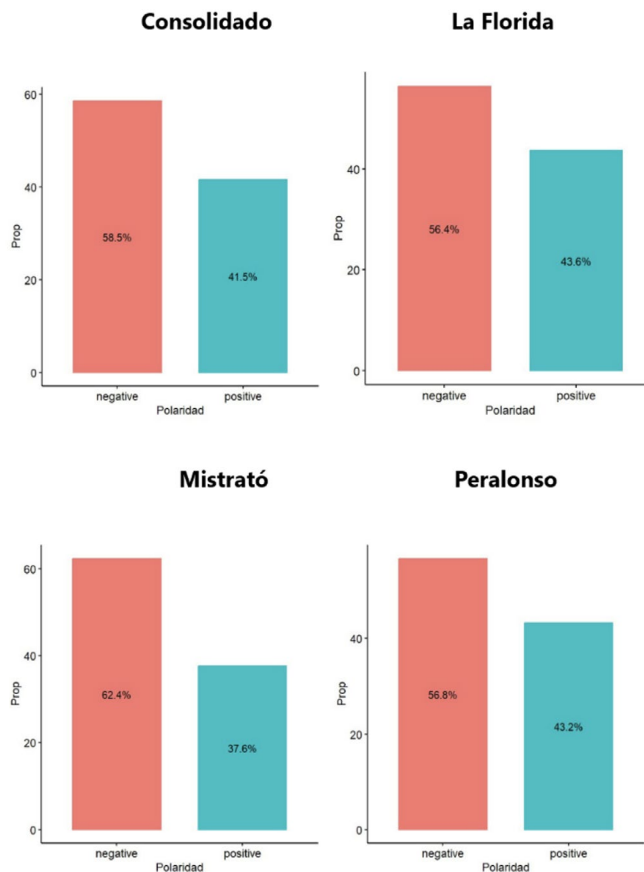 Consolidado
60
40
20
0
Prop
58.5%
41.5%
negative
positive
Polaridad
La Florida
40
20
0
Prop
56.4%
43.6%
negative
positive
Polaridad
Mistrató
60
40
20
0
Prop
62.4%
37.6%
negative
positive
Polaridad
Peralonso
40
20
0
Prop
56.8%
43.2%
negative
positive
Polaridad